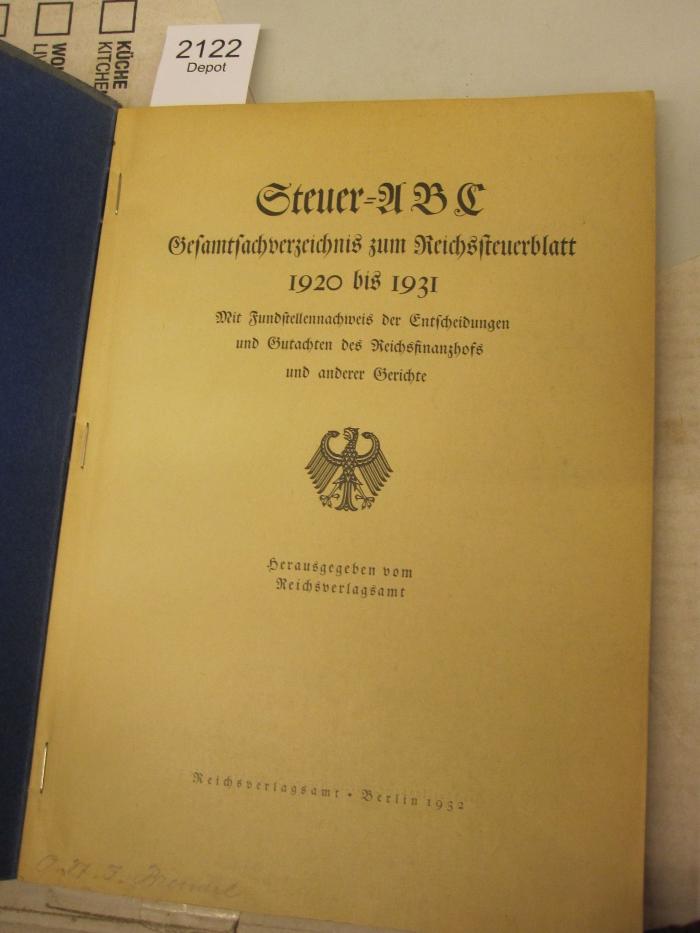 KÜCHE
KITCHEN
2122
Depot
Steuer-ABC
Gesamtsachverzeichnis zum Reichssteuerblatt
1920 bis 1931
Mit Fundstellennachweis der Entscheidungen
und Gutachten des Reichsfinanzhofs
und anderer Gerichte
Herausgegeben vom
Reichsverlagsamt
Reichsverlagsamt • Berlin 1932